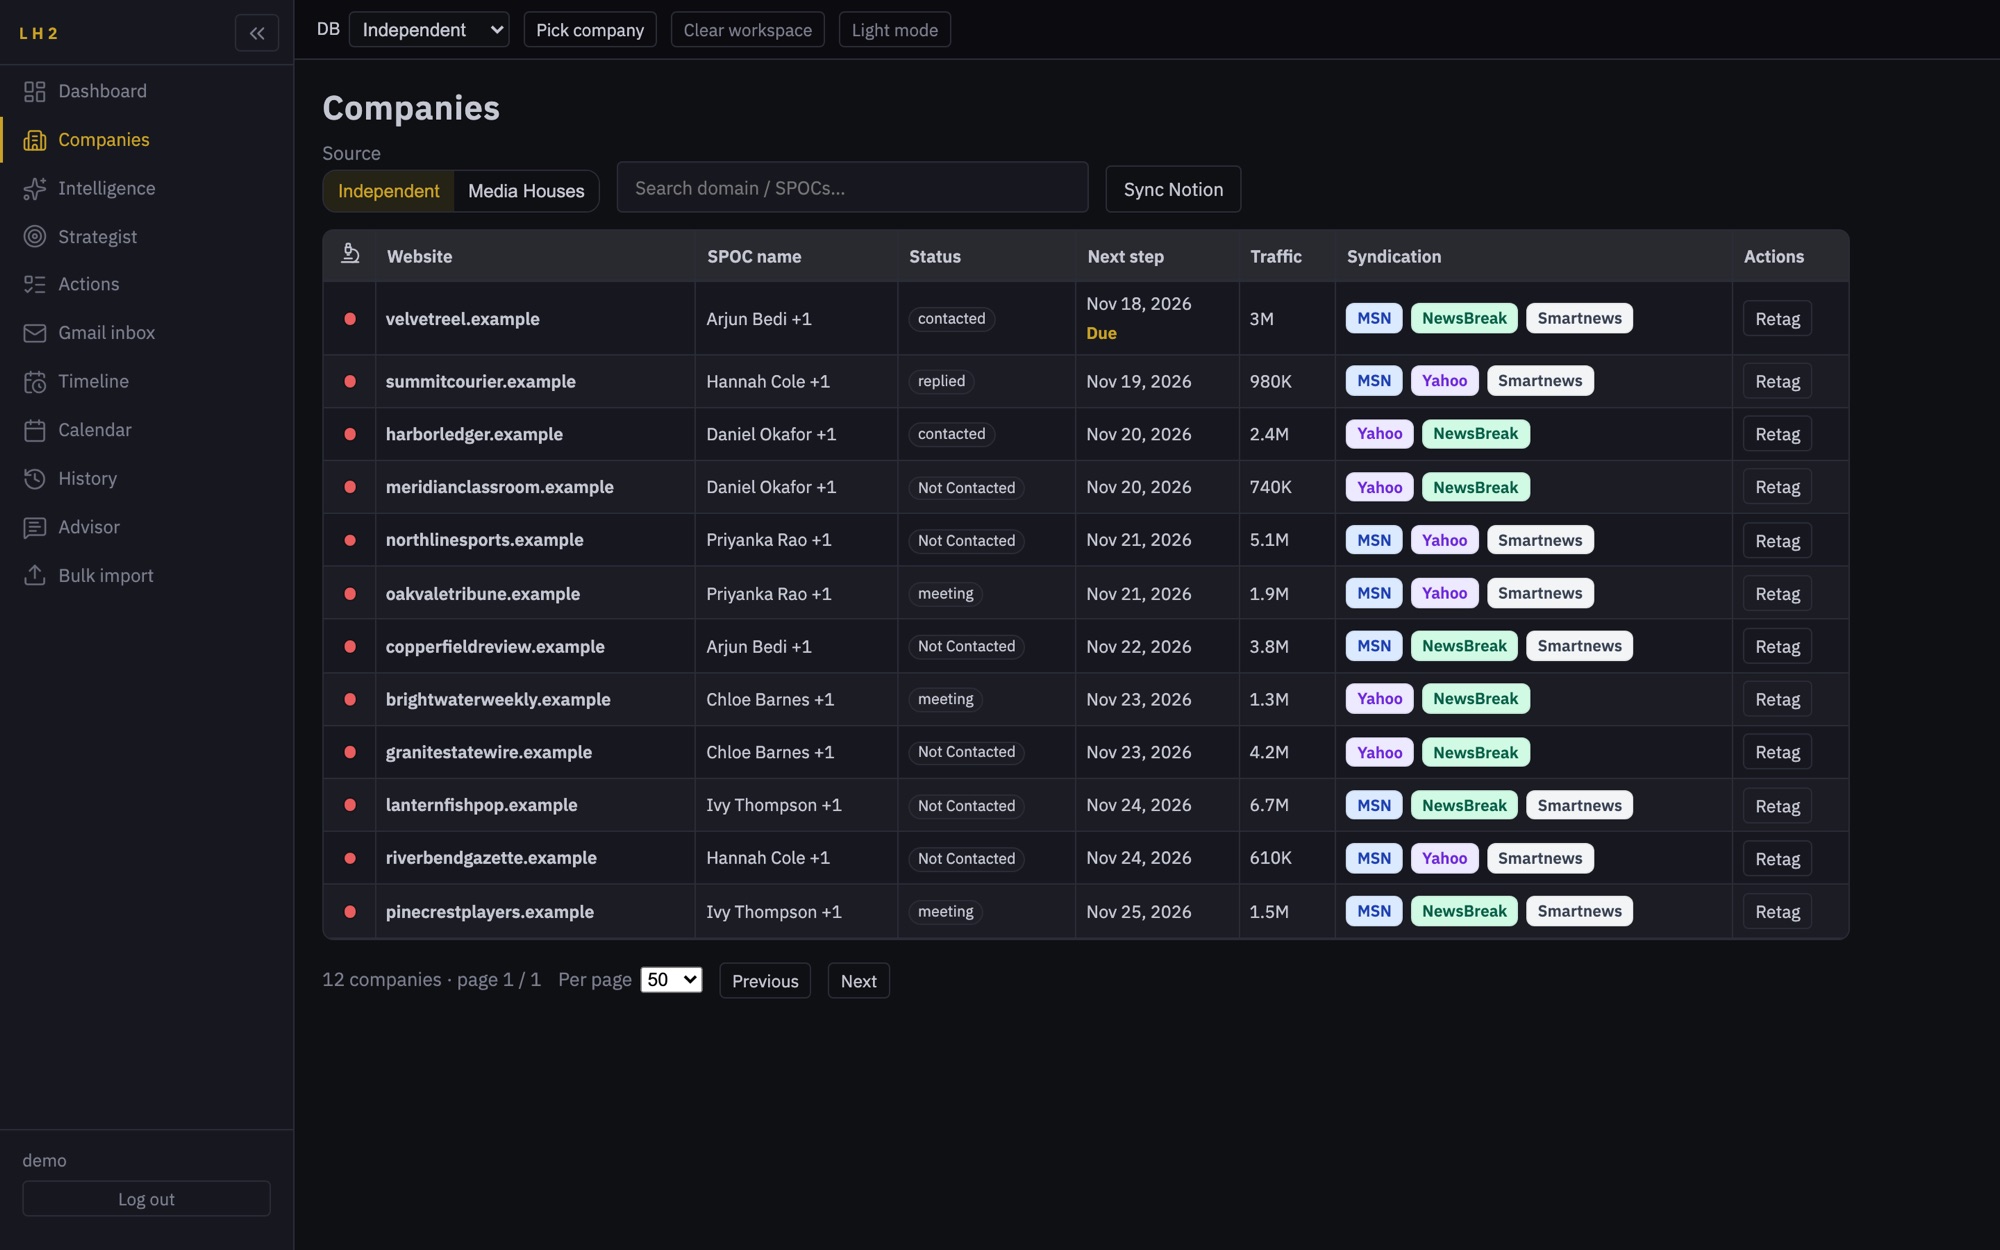 LH2
Dashboard
Companies
Intelligence
Strategist
Actions
Gmail inbox
Timeline
Calendar
History
Advisor
Bulk import
demo
Log out
DB Independent Pick company Clear workspace Light mode
Companies
Source
Independent Media Houses Search domain / SPOCs... Sync Notion
Website SPOC name Status Next step Traffic Syndication Actions
velvetreel.example Arjun Bedi +1 contacted Nov 18, 2026 Due 3M MSN NewsBreak Smartnews Retag
summitcourier.example Hannah Cole +1 replied Nov 19, 2026 980K MSN Yahoo Smartnews Retag
harborledger.example Daniel Okafor +1 contacted Nov 20, 2026 2.4M Yahoo NewsBreak Retag
meridianclassroom.example Daniel Okafor +1 Not Contacted Nov 20, 2026 740K Yahoo NewsBreak Retag
northlinesports.example Priyanka Rao +1 Not Contacted Nov 21, 2026 5.1M MSN Yahoo Smartnews Retag
oakvaletribune.example Priyanka Rao +1 meeting Nov 21, 2026 1.9M MSN Yahoo Smartnews Retag
copperfieldreview.example Arjun Bedi +1 Not Contacted Nov 22, 2026 3.8M MSN NewsBreak Smartnews Retag
brightwaterweekly.example Chloe Barnes +1 meeting Nov 23, 2026 1.3M Yahoo NewsBreak Retag
granitestatewire.example Chloe Barnes +1 Not Contacted Nov 23, 2026 4.2M Yahoo NewsBreak Retag
lanternfishpop.example Ivy Thompson +1 Not Contacted Nov 24, 2026 6.7M MSN NewsBreak Smartnews Retag
riverbendgazette.example Hannah Cole +1 Not Contacted Nov 24, 2026 610K MSN Yahoo Smartnews Retag
pinecrestplayers.example Ivy Thompson +1 meeting Nov 25, 2026 1.5M MSN NewsBreak Smartnews Retag
12 companies · page 1 / 1 Per page 50 Previous Next